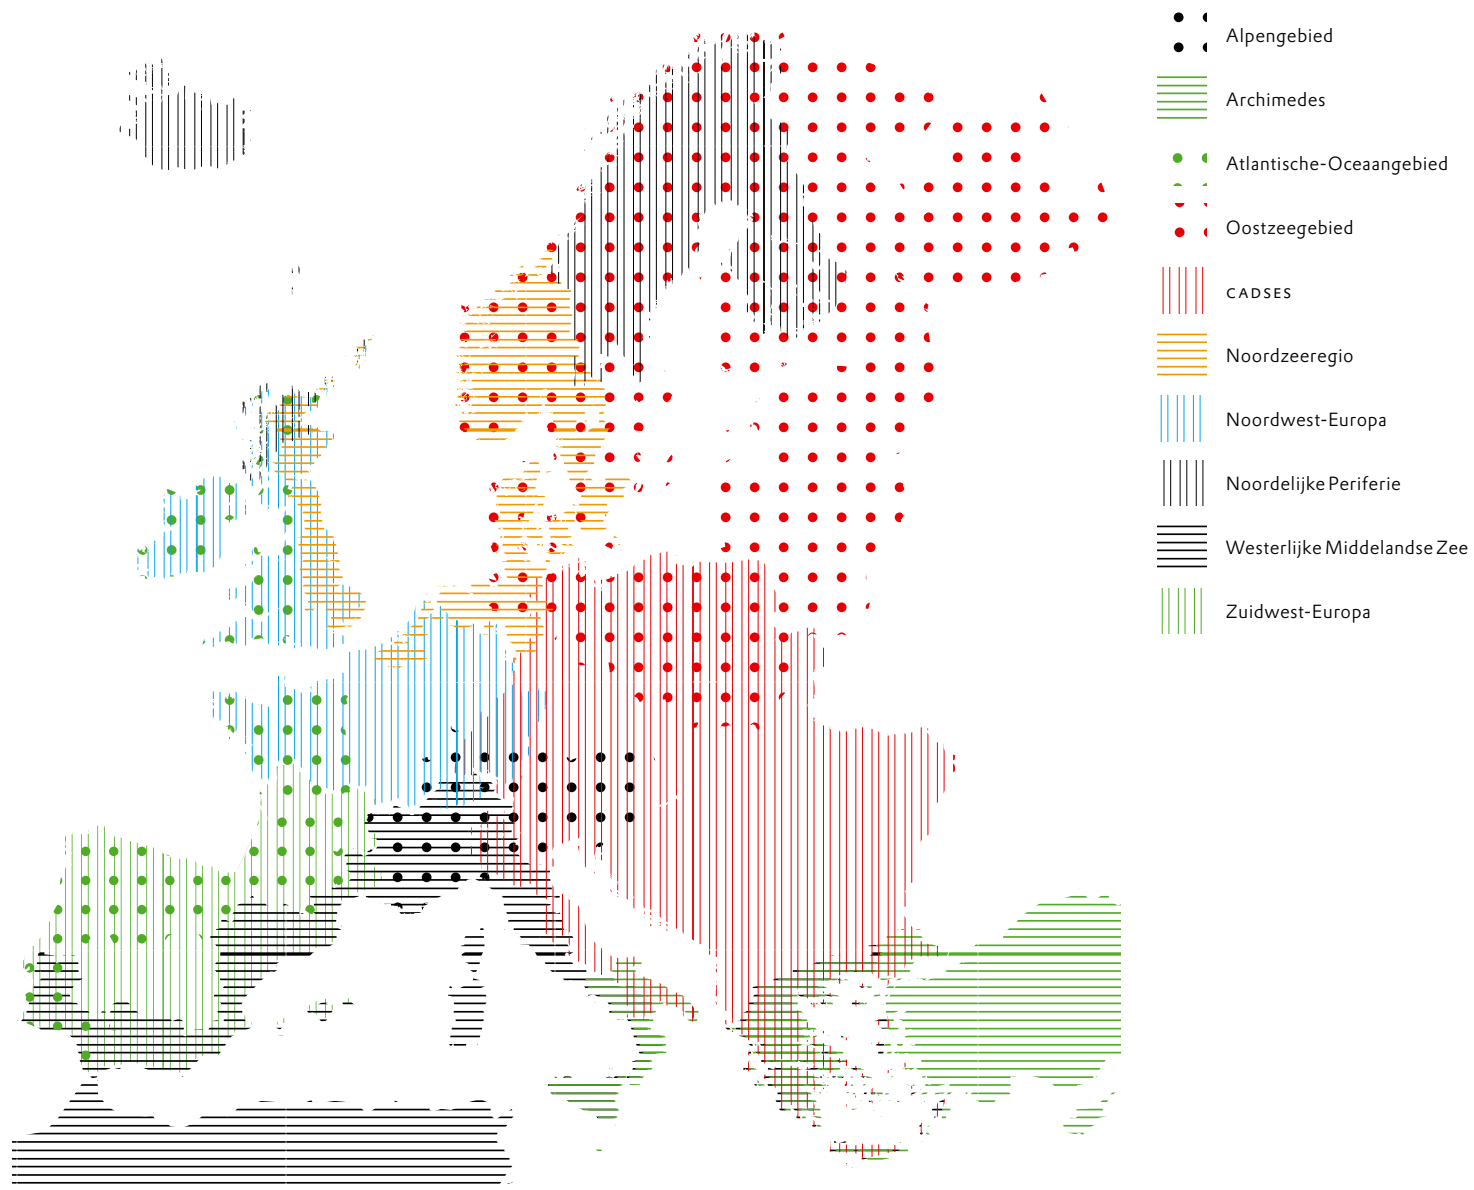 Alpengebied
Archimedes
Atlantische-Oceaangebied
Oostzeegebied
CADSES
Noordzeeregio
Noordwest-Europa
Noordelijke Periferie
Westerlijke Middelandse Zee
Zuidwest-Europa